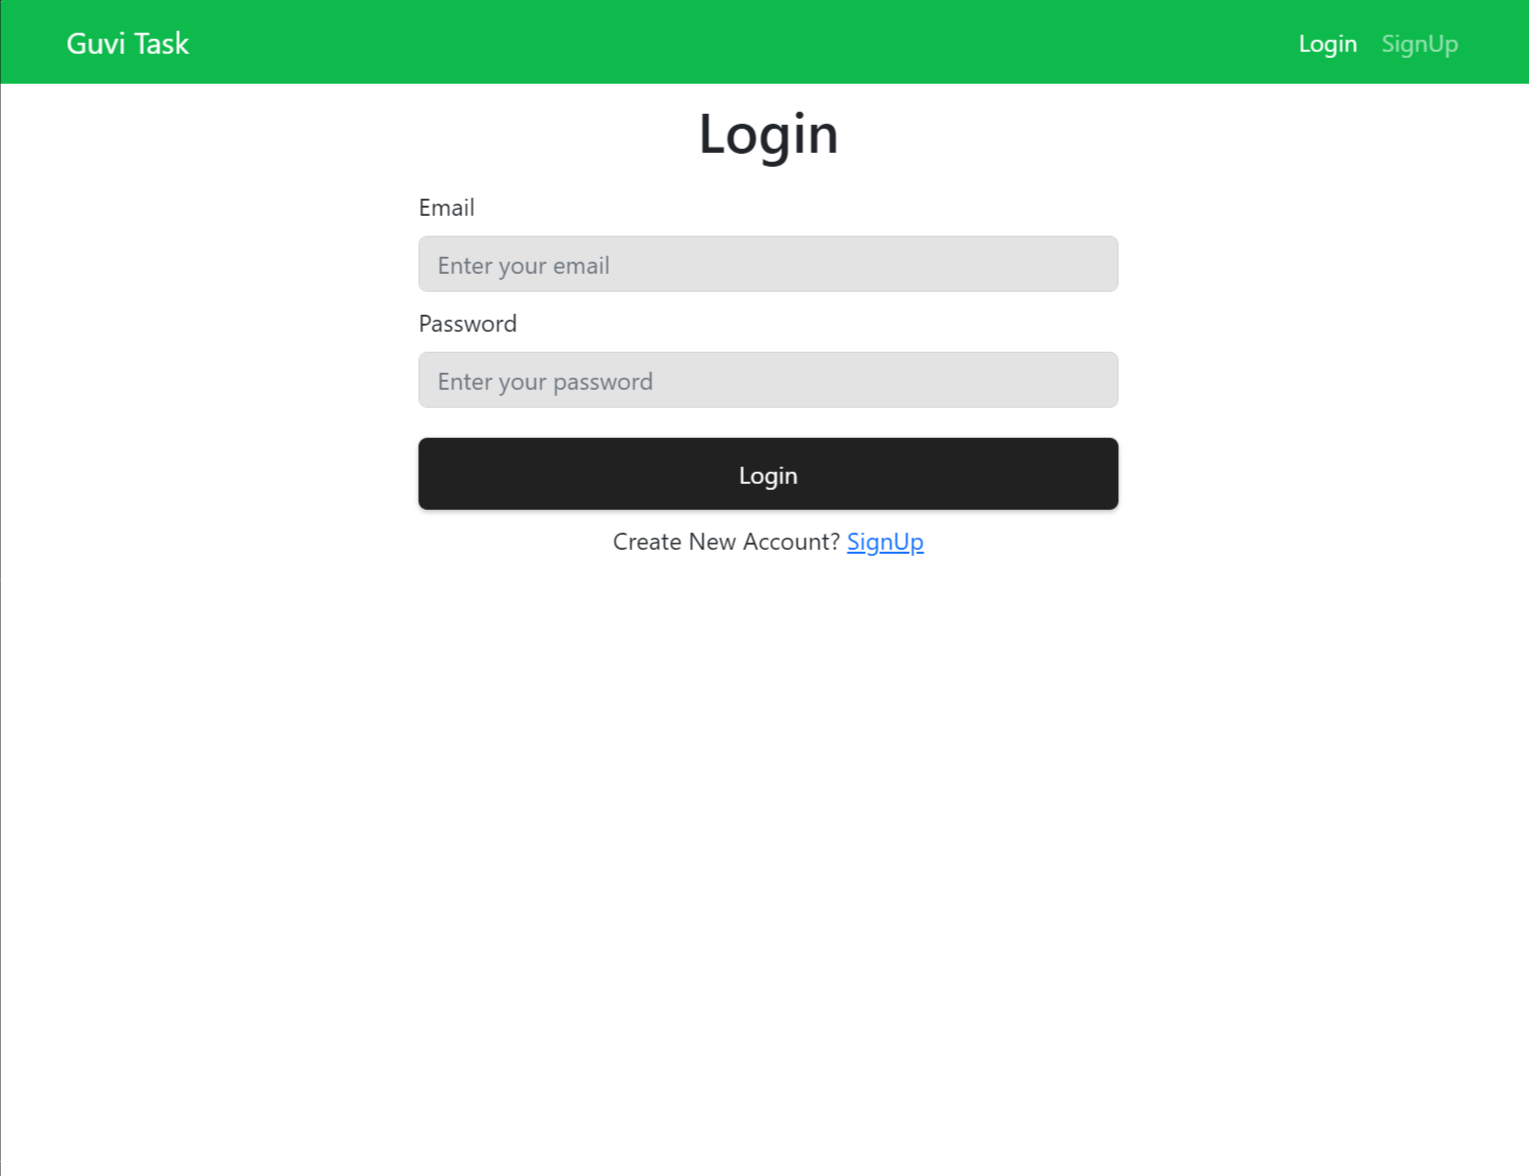 Guvi Task Login SignUp
Login
Email
Enter your email
Password
Enter your password
Login
Create New Account? SignUp